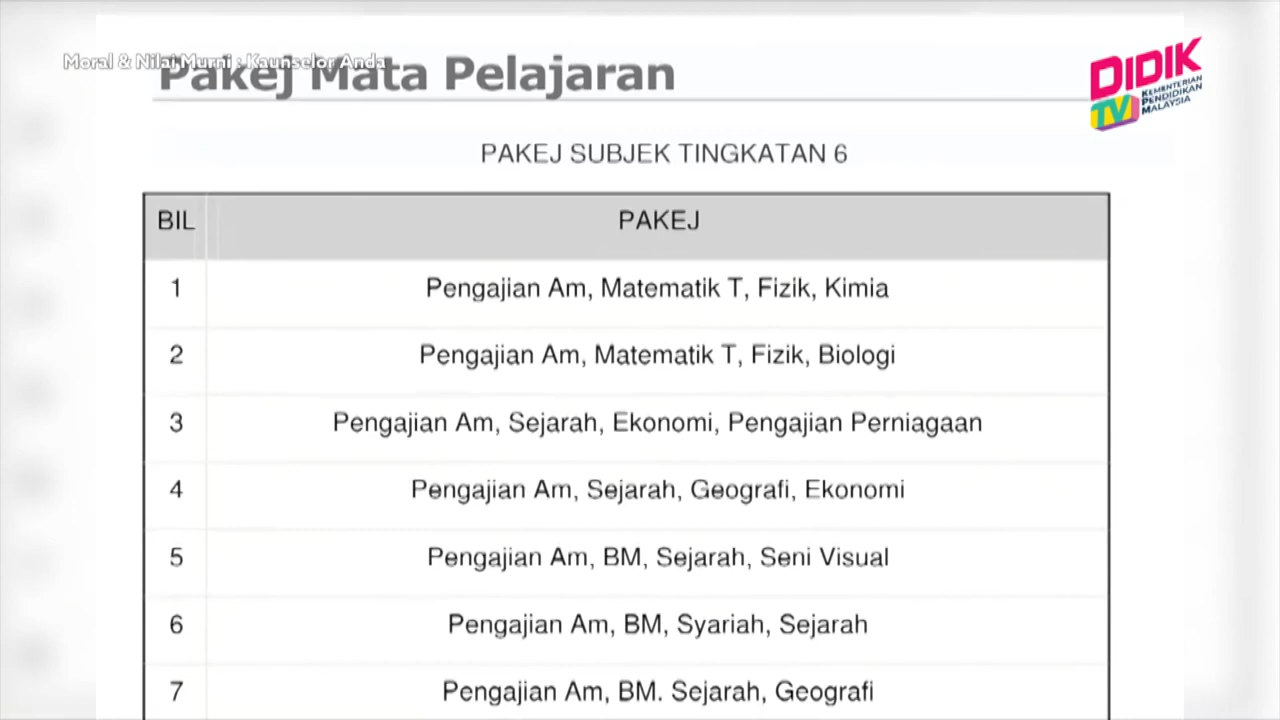 Moral & Nilai Murni : Kaunselor Anda
Pakej Mata Pelajaran
DIDIK
TV
KEMENTERIAN
PENDIDIKAN
MALAYSIA
PAKEJ SUBJEK TINGKATAN 6
BIL PAKEJ
1 Pengajian Am, Matematik T, Fizik, Kimia
2 Pengajian Am, Matematik T, Fizik, Biologi
3 Pengajian Am, Sejarah, Ekonomi, Pengajian Perniagaan
4 Pengajian Am, Sejarah, Geografi, Ekonomi
5 Pengajian Am, BM, Sejarah, Seni Visual
6 Pengajian Am, BM, Syariah, Sejarah
7 Pengajian Am, BM. Sejarah, Geografi